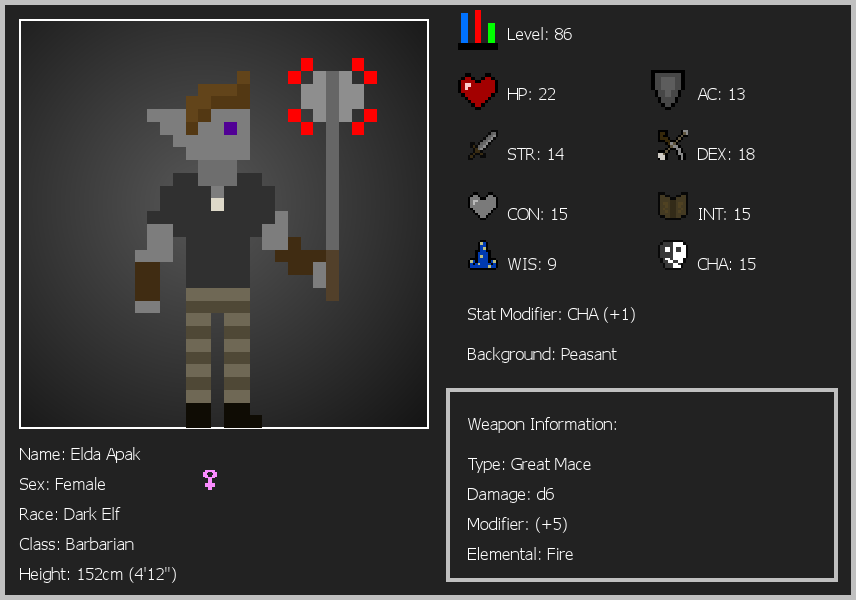 Level: 86
HP: 22
AC: 13
STR: 14
DEX: 18
CON: 15
INT: 15
WIS: 9
CHA: 15
Stat Modifier: CHA (+1)
Background: Peasant
Weapon Information:
Type: Great Mace
Damage: d6
Modifier: (+5)
Elemental: Fire
Name: Elda Apak
Sex: Female
Race: Dark Elf
Class: Barbarian
Height: 152cm (4'12")